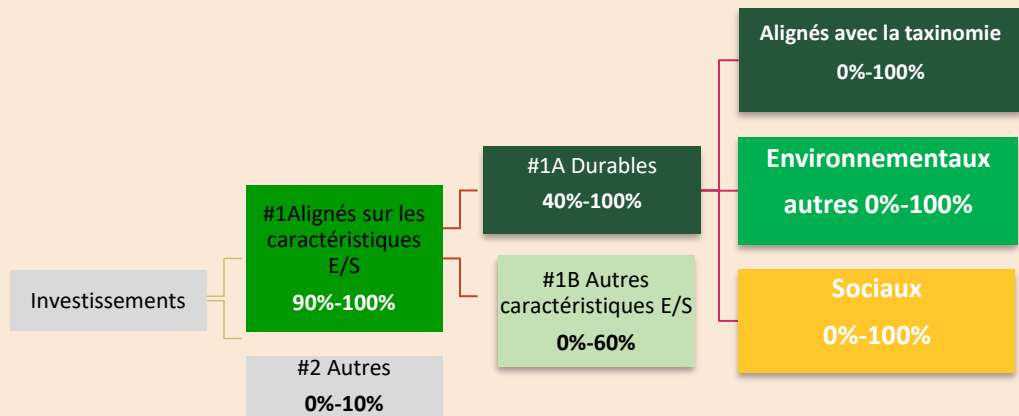 Investissements
#1Alignés sur les
caractéristiques
E/S
90%-100%
#2 Autres
0%-10%
#1A Durables
40%-100%
#1B Autres
caractéristiques E/S
0%-60%
Alignés avec la taxinomie
0%-100%
Environnementaux
autres 0%-100%
Sociaux
0%-100%